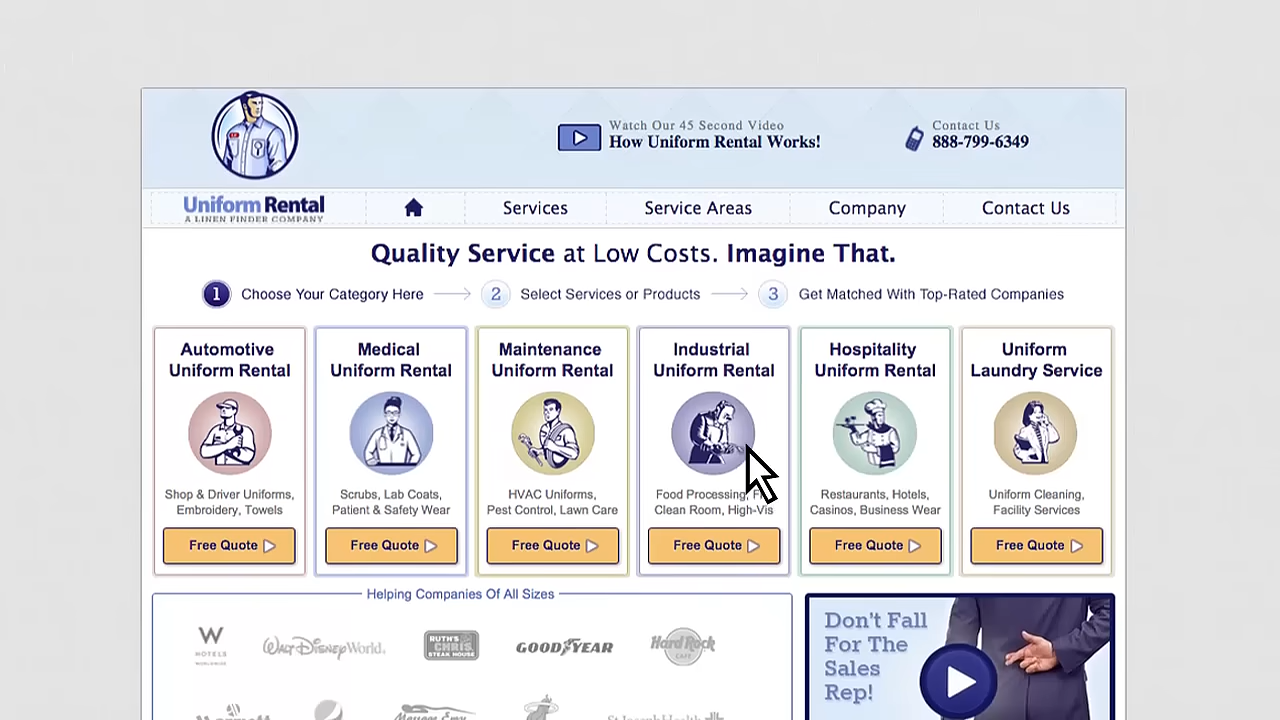 Watch Our 45 Second Video
How Uniform Rental Works!
Contact Us
888-799-6349
Uniform Rental
A LINEN FINDER COMPANY
Services
Service Areas
Company
Contact Us
Quality Service at Low Costs. Imagine That.
1 Choose Your Category Here
2 Select Services or Products
3 Get Matched With Top-Rated Companies
Automotive
Uniform Rental
Shop & Driver Uniforms,
Embroidery, Towels
Free Quote
Medical
Uniform Rental
Scrubs, Lab Coats,
Patient & Safety Wear
Free Quote
Maintenance
Uniform Rental
HVAC Uniforms,
Pest Control, Lawn Care
Free Quote
Industrial
Uniform Rental
Food Processing,
Clean Room, High-Vis
Free Quote
Hospitality
Uniform Rental
Restaurants, Hotels,
Casinos, Business Wear
Free Quote
Uniform
Laundry Service
Uniform Cleaning,
Facility Services
Free Quote
Helping Companies Of All Sizes
W
HOTELS
WORLDWIDE
WALT DISNEY World.
RUTH'S
CHRIS
STEAK HOUSE
GOODYEAR
Hard Rock
CAFE
Don't Fall
For The
Sales
Rep!